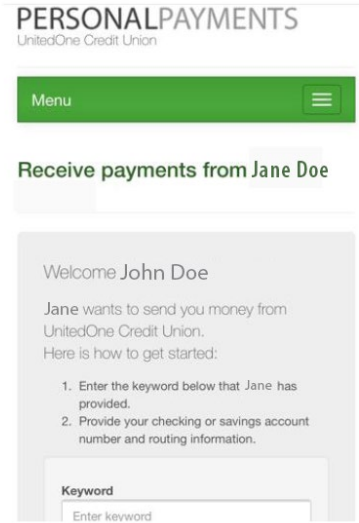 PERSONALPAYMENTS
UnitedOne Credit Union
Menu
Receive payments from Jane Doe
Welcome John Doe
Jane wants to send you money from
UnitedOne Credit Union.
Here is how to get started:
1. Enter the keyword below that Jane has
provided.
2. Provide your checking or savings account
number and routing information.
Keyword
Enter keyword